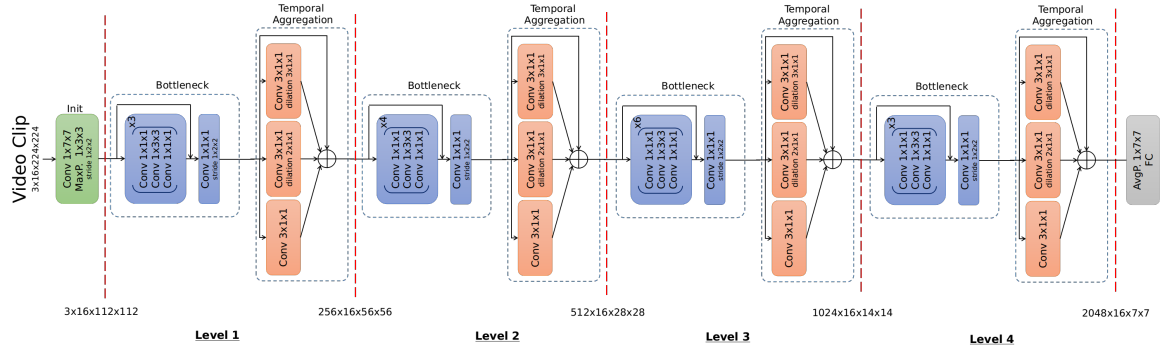 Video Clip
3x16x224x224
Init
Conv 1x7x7
MaxP. 1x3x3
stride 1x2x2
3x16x112x112
Bottleneck
x3
Conv 1x1x1
Conv 1x3x3
Conv 1x1x1
Conv 1x1x1
stride 1x2x2
Temporal
Aggregation
Conv 3x1x1
dilation 3x1x1
Conv 3x1x1
dilation 2x1x1
Conv 3x1x1
256x16x56x56
Level 1
Bottleneck
x4
Conv 1x1x1
Conv 1x3x3
Conv 1x1x1
Conv 1x1x1
stride 1x2x2
Temporal
Aggregation
Conv 3x1x1
dilation 3x1x1
Conv 3x1x1
dilation 2x1x1
Conv 3x1x1
512x16x28x28
Level 2
Bottleneck
x6
Conv 1x1x1
Conv 1x3x3
Conv 1x1x1
Conv 1x1x1
stride 1x2x2
Temporal
Aggregation
Conv 3x1x1
dilation 3x1x1
Conv 3x1x1
dilation 2x1x1
Conv 3x1x1
1024x16x14x14
Level 3
Bottleneck
x3
Conv 1x1x1
Conv 1x3x3
Conv 1x1x1
Conv 1x1x1
stride 1x2x2
Temporal
Aggregation
Conv 3x1x1
dilation 3x1x1
Conv 3x1x1
dilation 2x1x1
Conv 3x1x1
2048x16x7x7
Level 4
AvgP. 1x7x7
FC